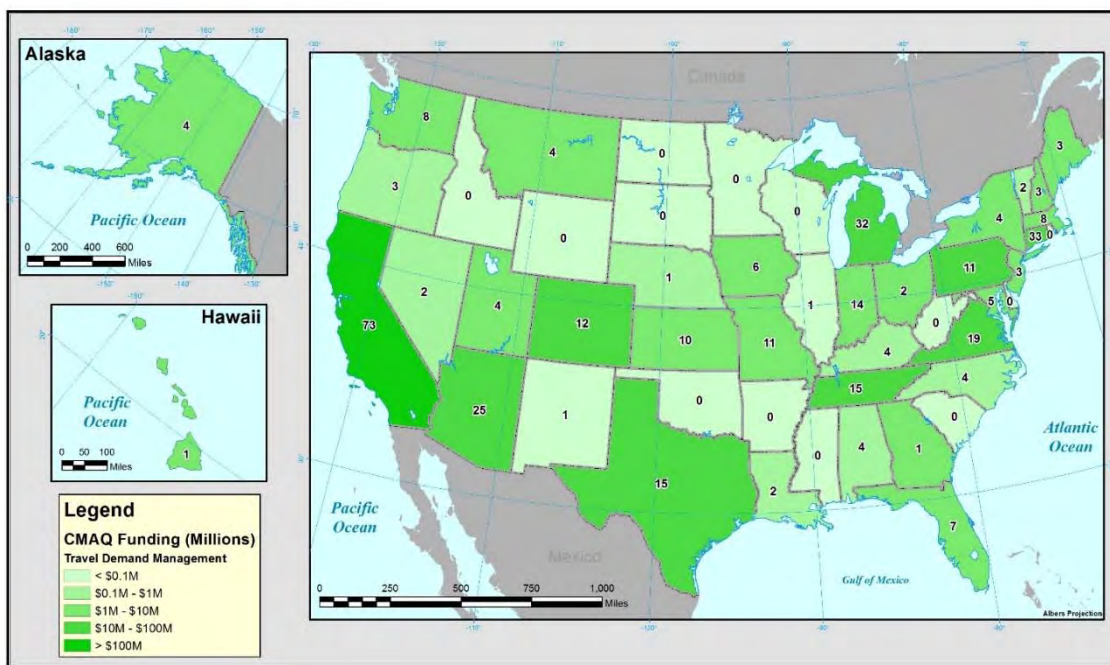 Alaska
4
Pacific Ocean
0 200 400 600
Miles
Hawaii
Pacific
Ocean
0 50 100
Miles
1
Legend
CMAQ Funding (Millions)
Travel Demand Management
< $0.1M
$0.1M - $1M
$1M - $10M
$10M - $100M
> $100M
Canada
8
4
0
0
0
3
0
0
0
32
3
2
3
4
8
33
0
73
2
4
12
1
6
1
14
2
11
3
5
0
10
11
4
0
19
25
1
0
0
15
4
0
15
2
0
4
1
7
Pacific
Ocean
Atlantic
Ocean
Mexico
Gulf of Mexico
0 250 500 750 1,000
Miles
Albers Projection